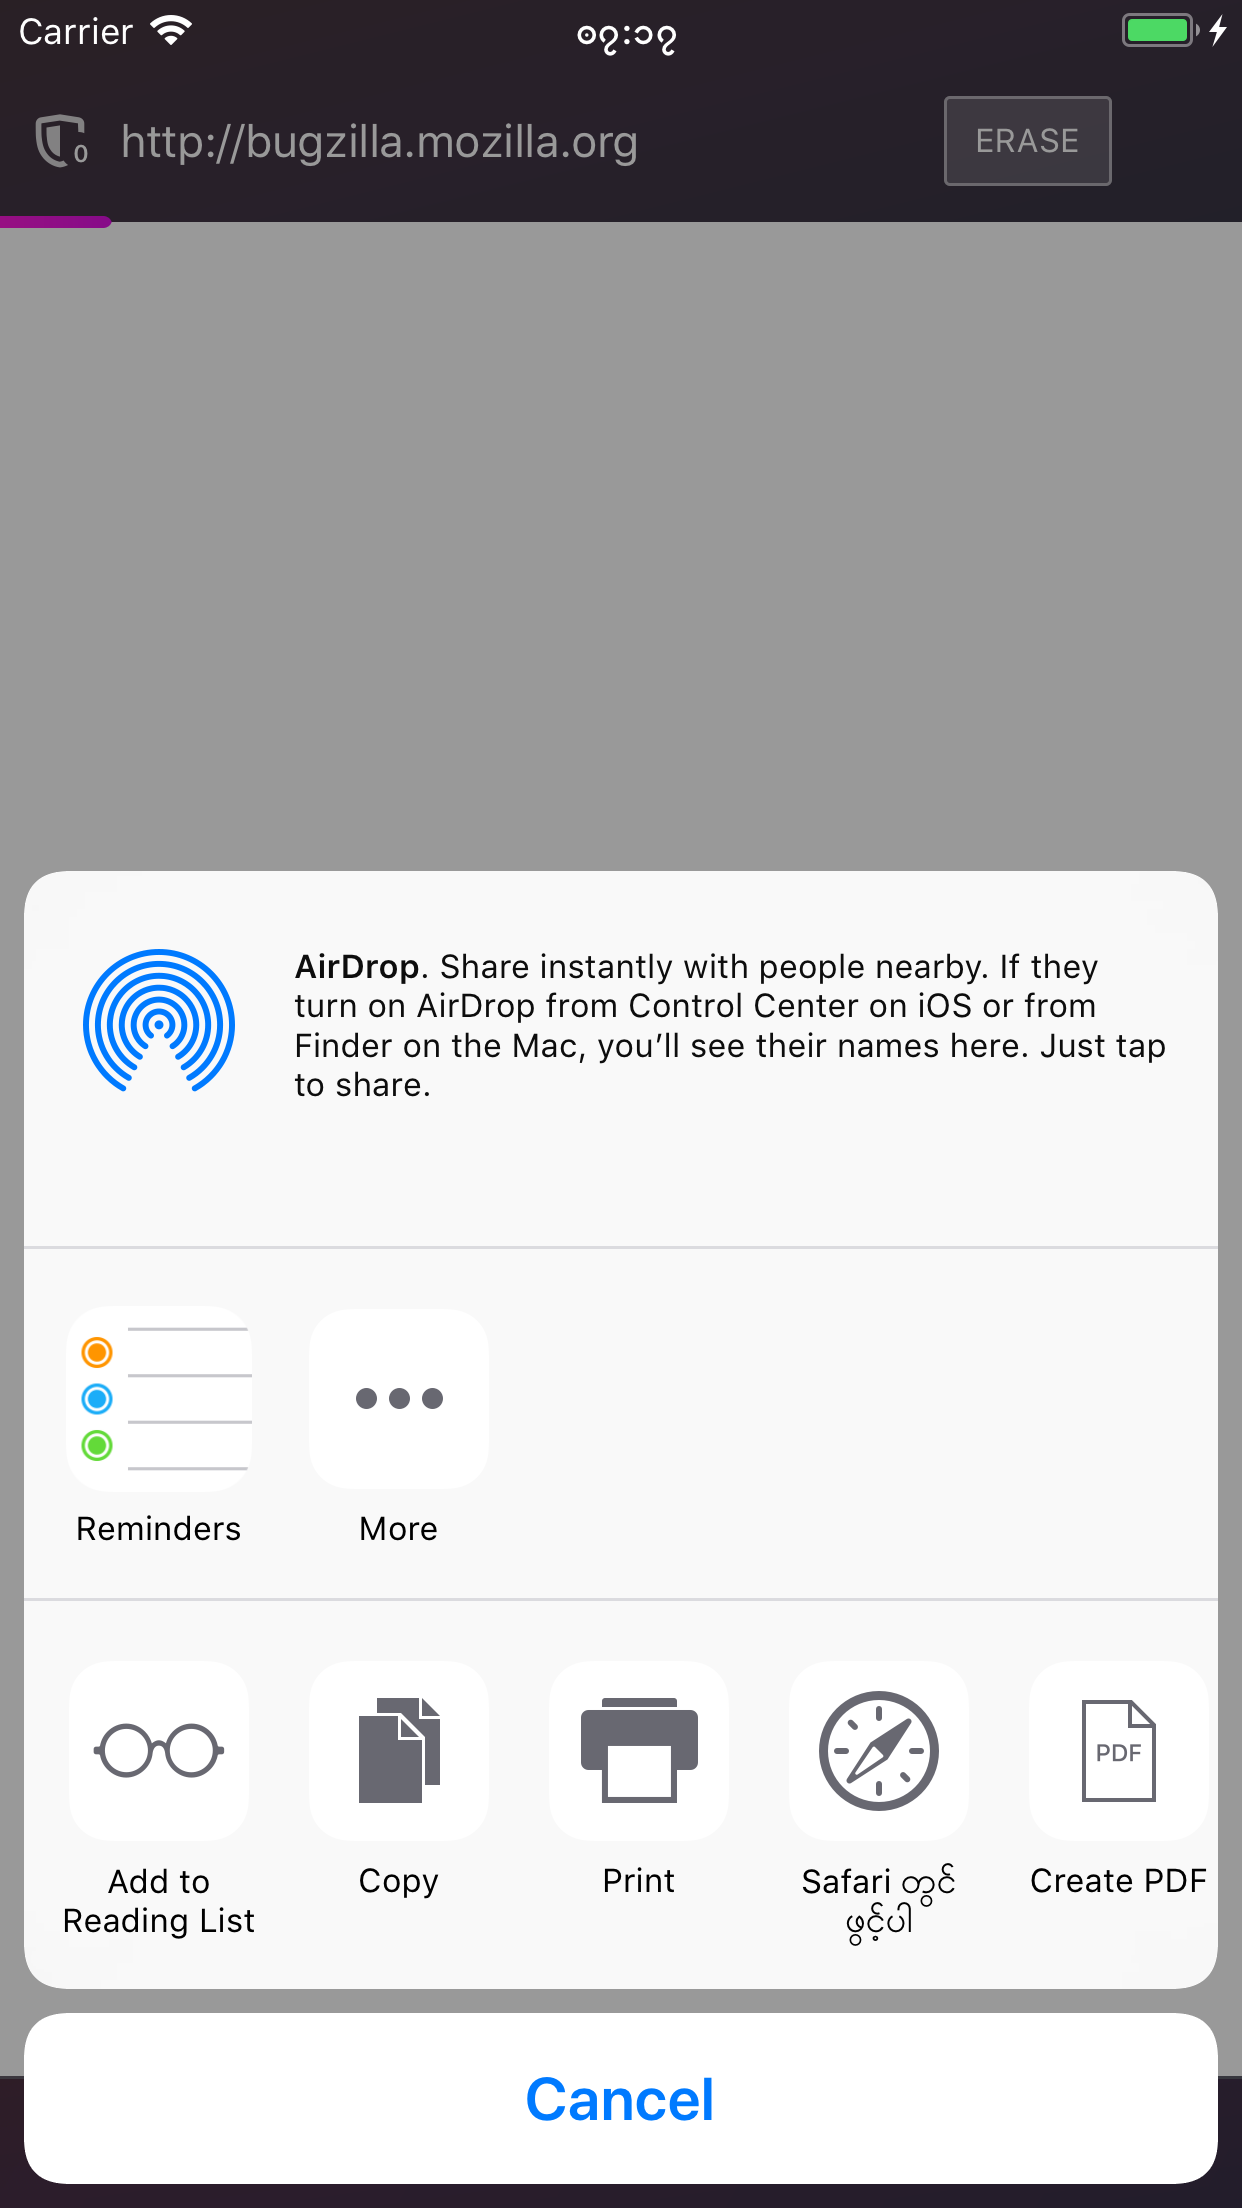 Carrier
၀၇:၁၇
0
http://bugzilla.mozilla.org
ERASE
AirDrop. Share instantly with people nearby. If they
turn on AirDrop from Control Center on iOS or from
Finder on the Mac, you’ll see their names here. Just tap
to share.
Reminders
More
PDF
Add to
Reading List
Copy
Print
Safari တွင်
ဖွင့်ပါ
Create PDF
Cancel